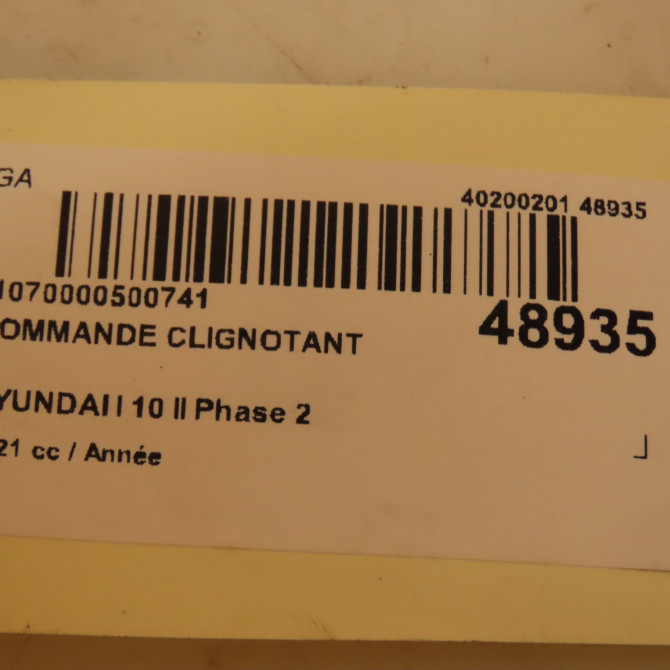 GA
40200201 48935
1070000500741
48935
OMMANDE CLIGNOTANT
YUNDAI I 10 II Phase 2
21 cc / Année